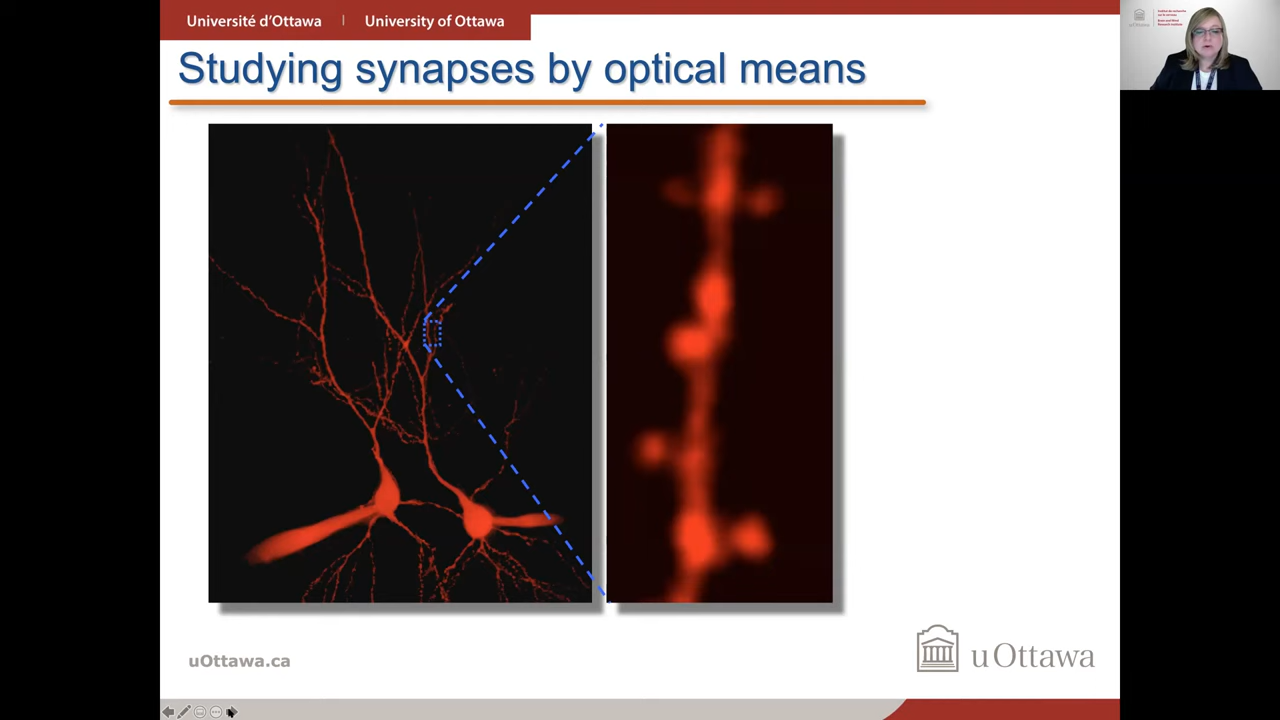 Université d'Ottawa | University of Ottawa
Studying synapses by optical means
uOttawa.ca
uOttawa